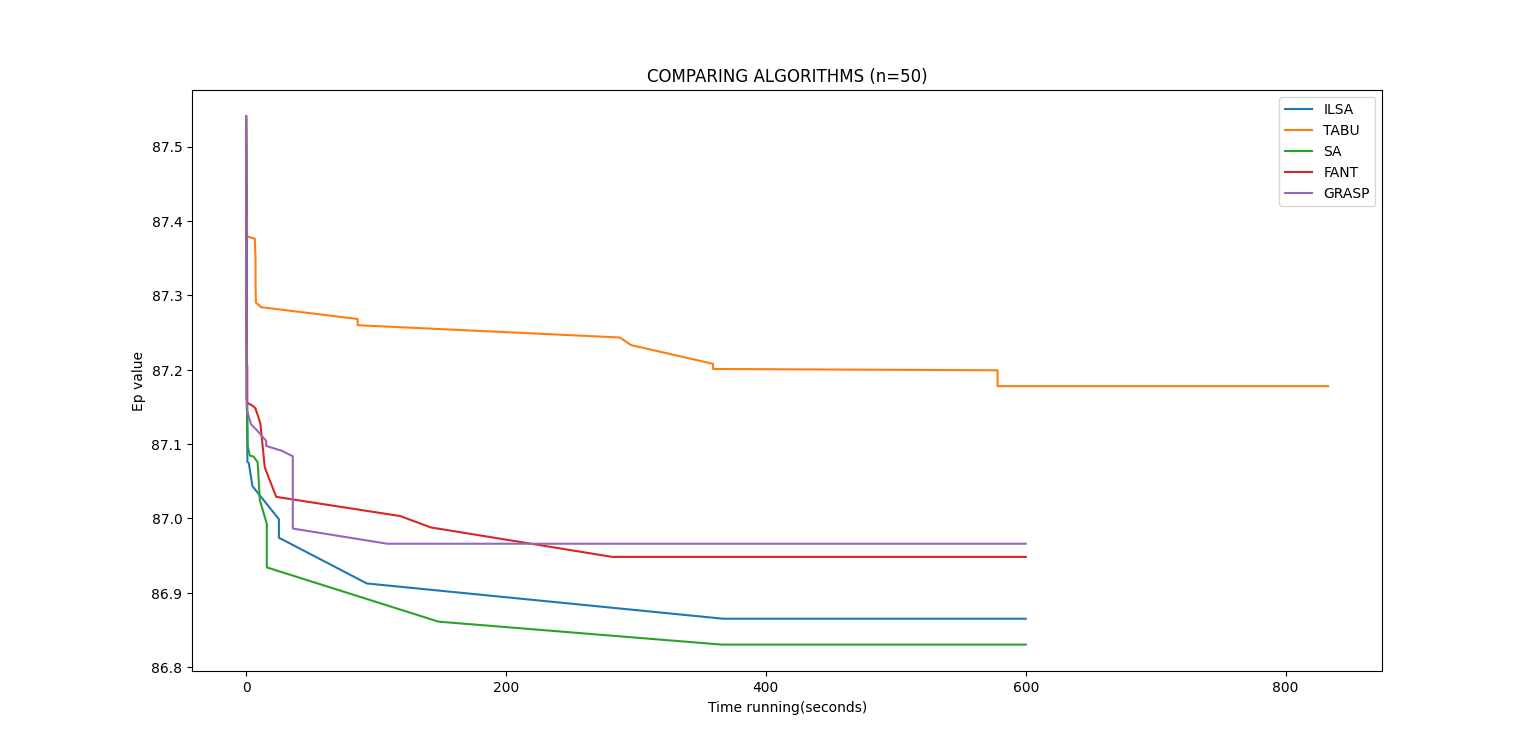 COMPARING ALGORITHMS (n=50)
ILSA
TABU
SA
FANT
GRASP
87.5
87.4
87.3
87.2
87.1
87.0
86.9
86.8
Ep value
0 200 400 600 800
Time running(seconds)